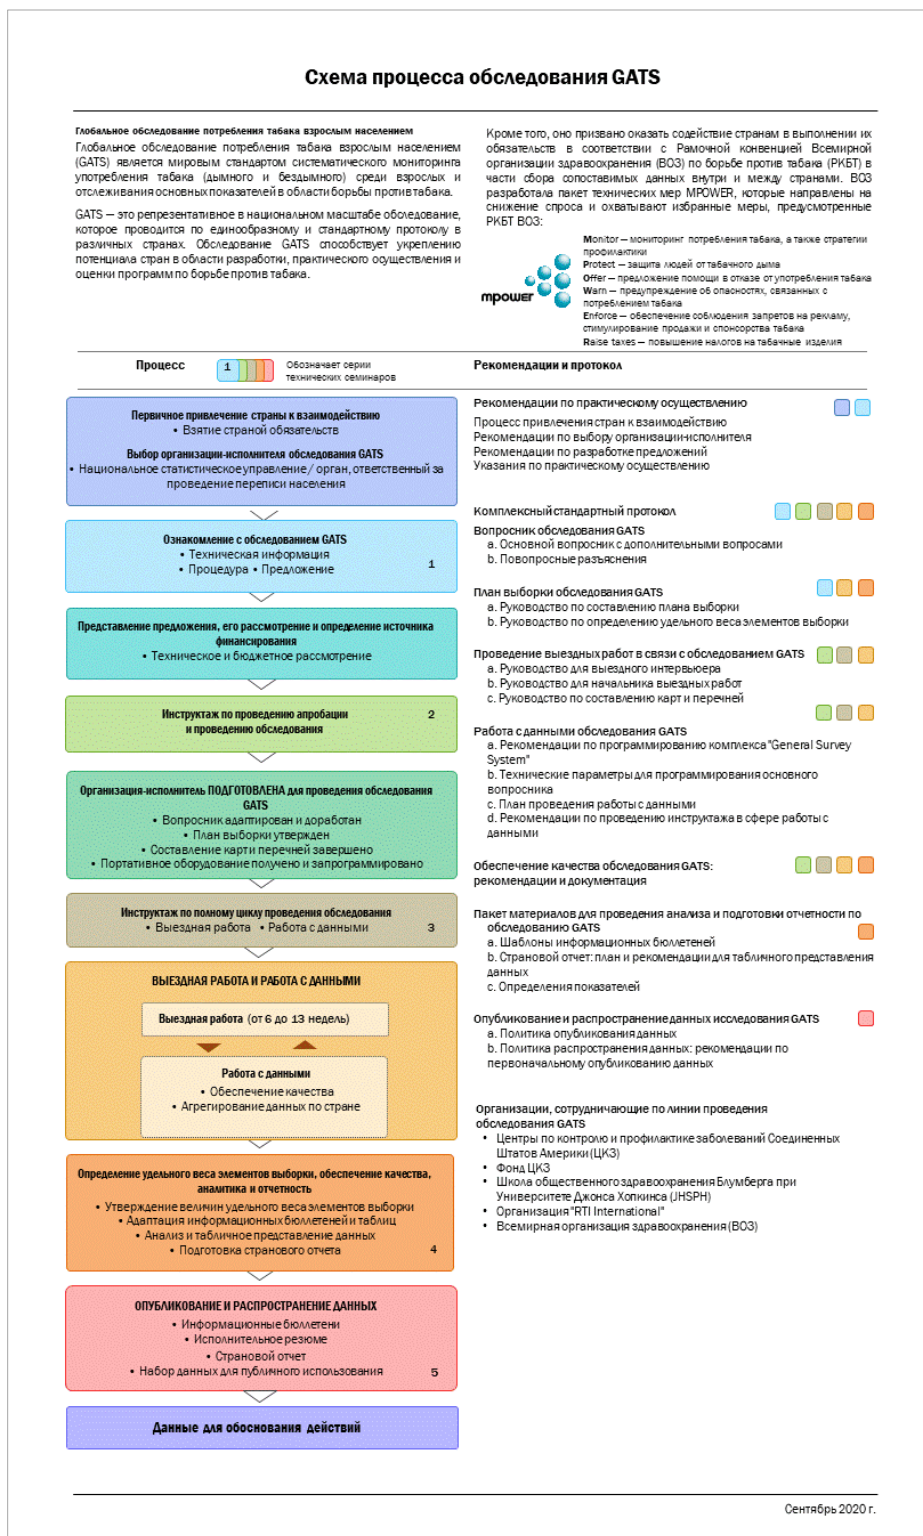 Схема процесса обследования GATS
Глобальное обследование потребления табака взрослым населением
Глобальное обследование потребления табака взрослым населением
(GATS) является мировым стандартом систематического мониторинга
употребления табака (дымного и бездымного) среди взрослых и
отслеживания основных показателей в области борьбы против табака.
GATS — это репрезентативное в национальном масштабе обследование,
которое проводится по единообразному и стандартному протоколу в
различных странах. Обследование GATS способствует укреплению
потенциала стран в области разработки, практического осуществления и
оценки программ по борьбе против табака.
Кроме того, оно призвано оказать содействие странам в выполнении их
обязательств в соответствии с Рамочной конвенцией Всемирной
организации здравоохранения (ВОЗ) по борьбе против табака (РКБТ) в
части сбора сопоставимых данных внутри и между странами. ВОЗ
разработала пакет технических мер MPOWER, которые направлены на
снижение спроса и охватывают избранные меры, предусмотренные
РКБТ ВОЗ:
mpower
Monitor — мониторинг потребления табака, а также стратегии
профилактики
Protect — защита людей от табачного дыма
Offer — предложение помощи в отказе от употребления табака
Warn — предупреждение об опасностях, связанных с
потреблением табака
Enforce — обеспечение соблюдения запретов на рекламу,
стимулирование продажи и спонсорства табака
Raise taxes — повышение налогов на табачные изделия
Процесс
1
Обозначает серии
технических семинаров
Рекомендации и протокол
Первичное привлечение страны к взаимодействию
• Взятие страной обязательств
Выбор организации-исполнителя обследования GATS
• Национальное статистическое управление / орган, ответственный за
проведение переписи населения
Ознакомление с обследованием GATS
• Техническая информация
• Процедура • Предложение
1
Представление предложения, его рассмотрение и определение источника
финансирования
• Техническое и бюджетное рассмотрение
Инструктаж по проведению апробации
и проведению обследования
2
Организация-исполнитель ПОДГОТОВЛЕНА для проведения обследования
GATS
• Вопросник адаптирован и доработан
• План выборки утвержден
• Составление карт и перечней завершено
• Портативное оборудование получено и запрограммировано
Инструктаж по полному циклу проведения обследования
• Выездная работа • Работа с данными
3
ВЫЕЗДНАЯ РАБОТА И РАБОТА С ДАННЫМИ
Выездная работа (от 6 до 13 недель)
Работа с данными
• Обеспечение качества
• Агрегирование данных по стране
Определение удельного веса элементов выборки, обеспечение качества,
аналитика и отчетность
• Утверждение величин удельного веса элементов выборки
• Адаптация информационных бюллетеней и таблиц
• Анализ и табличное представление данных
• Подготовка странового отчета
4
ОПУБЛИКОВАНИЕ И РАСПРОСТРАНЕНИЕ ДАННЫХ
• Информационные бюллетени
• Исполнительное резюме
• Страновой отчет
• Набор данных для публичного использования
5
Данные для обоснования действий
Рекомендации по практическому осуществлению
Процесс привлечения стран к взаимодействию
Рекомендации по выбору организации-исполнителя
Рекомендации по разработке предложений
Указания по практическому осуществлению
Комплексный стандартный протокол
Вопросник обследования GATS
a. Основной вопросник с дополнительными вопросами
b. Повопросные разъяснения
План выборки обследования GATS
a. Руководство по составлению плана выборки
b. Руководство по определению удельного веса элементов выборки
Проведение выездных работ в связи с обследованием GATS
a. Руководство для выездного интервьюера
b. Руководство для начальника выездных работ
c. Руководство по составлению карт и перечней
Работа с данными обследования GATS
a. Рекомендации по программированию комплекса "General Survey
System"
b. Технические параметры для программирования основного
вопросника
c. План проведения работы с данными
d. Рекомендации по проведению инструктажа в сфере работы с
данными
Обеспечение качества обследования GATS:
рекомендации и документация
Пакет материалов для проведения анализа и подготовки отчетности по
обследованию GATS
a. Шаблоны информационных бюллетеней
b. Страновой отчет: план и рекомендации для табличного представления
данных
c. Определения показателей
Опубликование и распространение данных исследования GATS
a. Политика опубликования данных
b. Политика распространения данных: рекомендации по
первоначальному опубликованию данных
Организации, сотрудничающие по линии проведения
обследования GATS
• Центры по контролю и профилактике заболеваний Соединенных
Штатов Америки (ЦКЗ)
• Фонд ЦКЗ
• Школа общественного здравоохранения Блумберга при
Университете Джонса Хопкинса (JHSPH)
• Организация "RTI International"
• Всемирная организация здравоохранения (ВОЗ)
Сентябрь 2020 г.